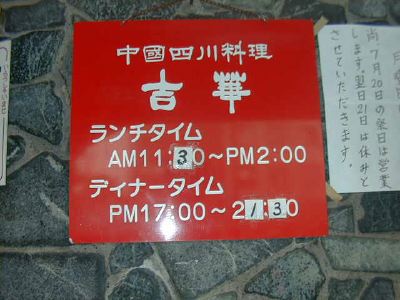 中國四川料理
吉華
ランチタイム
AM11:30～PM2:00
ディナータイム
PM17:00～21:30
尚7月20日の祭日は営業
します。翌日21日は休みと
させていただきます。